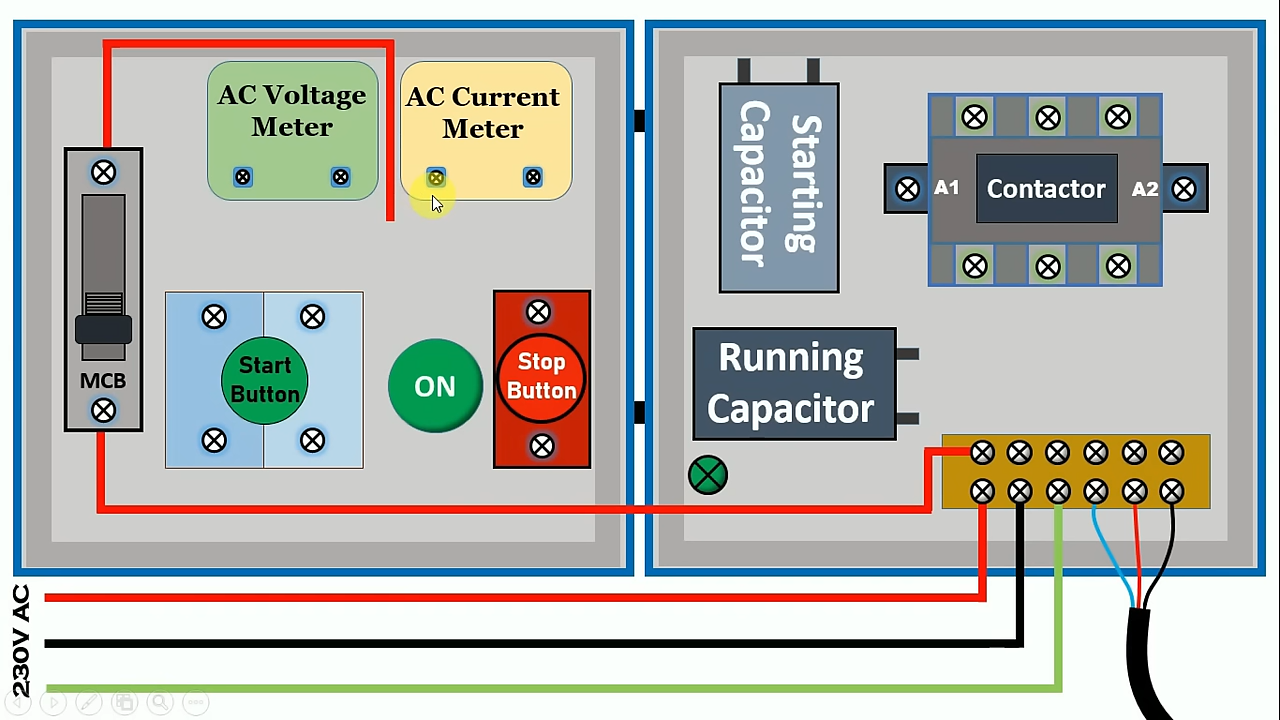 AC Voltage
Meter
AC Current
Meter
MCB
Start
Button
ON
Stop
Button
Starting
Capacitor
A1
Contactor
A2
Running
Capacitor
230V AC